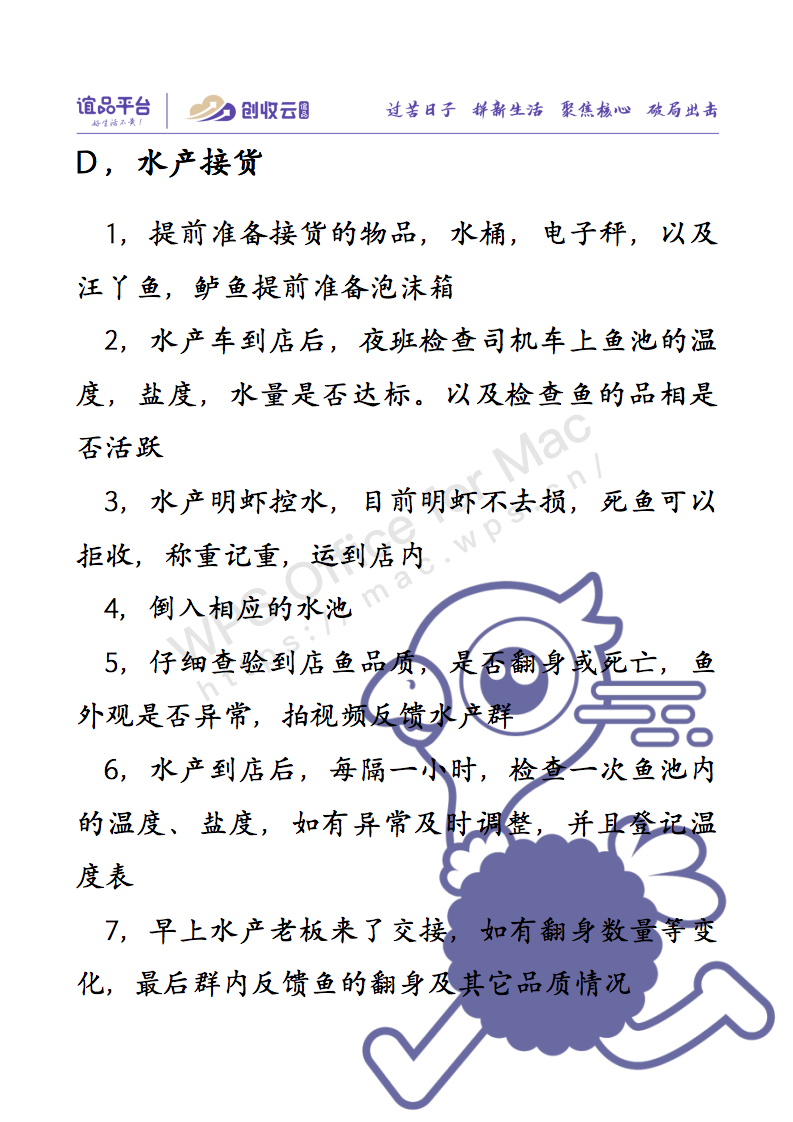 谊品平台
好生活不贵！
创收云
谊品
过苦日子 拼新生活 聚焦核心 破局出击
D，水产接货
1，提前准备接货的物品，水桶，电子秤，以及
汪丫鱼，鲈鱼提前准备泡沫箱
2，水产车到店后，夜班检查司机车上鱼池的温
度，盐度，水量是否达标。以及检查鱼的品相是
否活跃
3，水产明虾控水，目前明虾不去损，死鱼可以
拒收，称重记重，运到店内
4，倒入相应的水池
5，仔细查验到店鱼品质，是否翻身或死亡，鱼
外观是否异常，拍视频反馈水产群
6，水产到店后，每隔一小时，检查一次鱼池内
的温度、盐度，如有异常及时调整，并且登记温
度表
7，早上水产老板来了交接，如有翻身数量等变
化，最后群内反馈鱼的翻身及其它品质情况
WPS Office for Mac
https://mac.wps.cn/